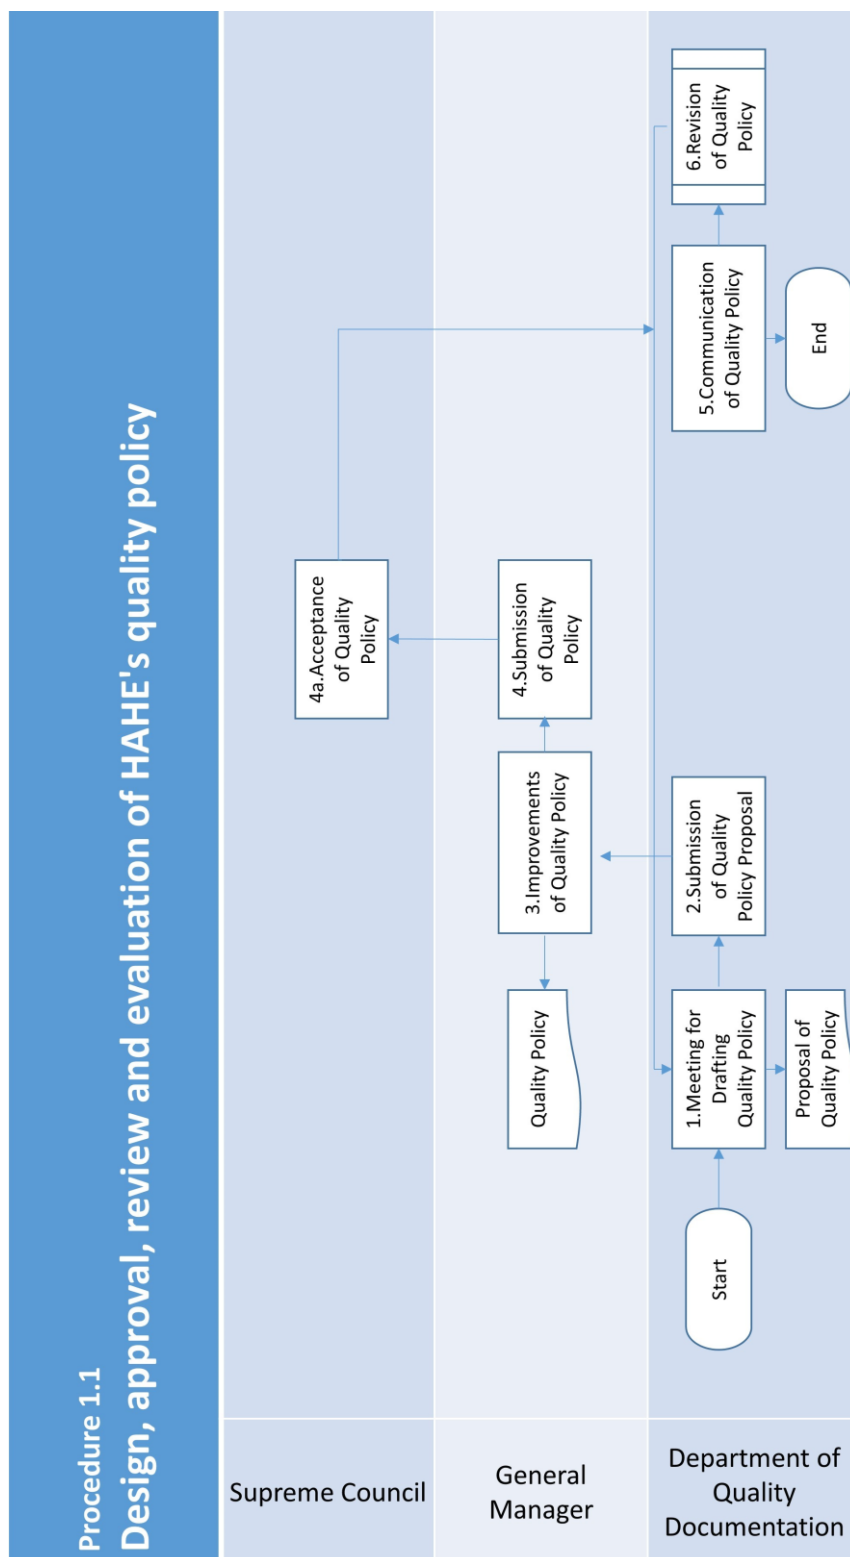 Procedure 1.1
Design, approval, review and evaluation of HAHE's quality policy
Supreme Council
4a.Acceptance
of Quality
Policy
General
Manager
Quality Policy
3.Improvements
of Quality Policy
4.Submission
of Quality
Policy
Department of
Quality
Documentation
Start
1.Meeting for
Drafting
Quality Policy
Proposal of
Quality Policy
2.Submission
of Quality
Policy Proposal
5.Communication
of Quality Policy
End
6.Revision
of Quality
Policy